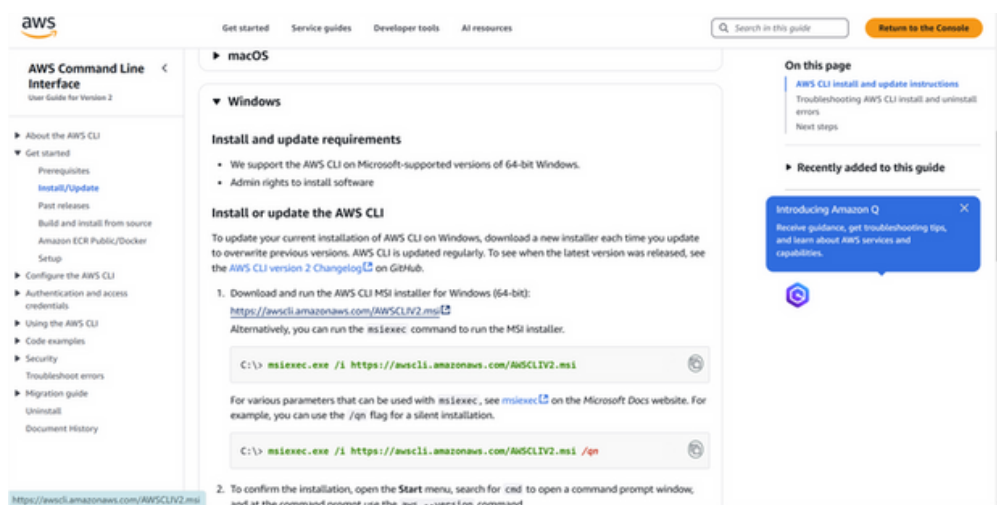 aws
Get started Service guides Developer tools AI resources
Search in this guide
Return to the Console
AWS Command Line
Interface
User Guide for Version 2
About the AWS CLI
Get started
Prerequisites
Install/Update
Past releases
Build and install from source
Amazon ECR Public/Docker
Setup
Configure the AWS CLI
Authentication and access
credentials
Using the AWS CLI
Code examples
Security
Troubleshoot errors
Migration guide
Uninstall
Document History
https://awscli.amazonaws.com/AWSCLIV2.msi
macOS
Windows
Install and update requirements
• We support the AWS CLI on Microsoft-supported versions of 64-bit Windows.
• Admin rights to install software
Install or update the AWS CLI
To update your current installation of AWS CLI on Windows, download a new installer each time you update
to overwrite previous versions. AWS CLI is updated regularly. To see when the latest version was released, see
the AWS CLI version 2 Changelog on GitHub.
1. Download and run the AWS CLI MSI installer for Windows (64-bit):
https://awscli.amazonaws.com/AWSCLIV2.msi
Alternatively, you can run the msiexec command to run the MSI installer.
C:\> msiexec.exe /i https://awscli.amazonaws.com/AWSCLIV2.msi
For various parameters that can be used with msiexec, see msiexec on the Microsoft Docs website. For
example, you can use the /qn flag for a silent installation.
C:\> msiexec.exe /i https://awscli.amazonaws.com/AWSCLIV2.msi /qn
2. To confirm the installation, open the Start menu, search for cmd to open a command prompt window,
and at the command prompt use the aws --version command.
On this page
AWS CLI install and update instructions
Troubleshooting AWS CLI install and uninstall
errors
Next steps
Recently added to this guide
Introducing Amazon Q
Receive guidance, get troubleshooting tips,
and learn about AWS services and
capabilities.